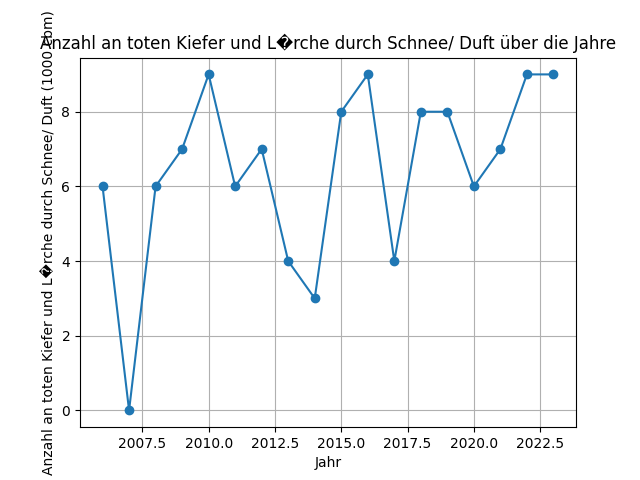 Anzahl an toten Kiefer und L�rche durch Schnee/ Duft über die Jahre
Anzahl an toten Kiefer und L�rche durch Schnee/ Duft (1000 cbm)
8
6
4
2
0
2007.5 2010.0 2012.5 2015.0 2017.5 2020.0 2022.5
Jahr